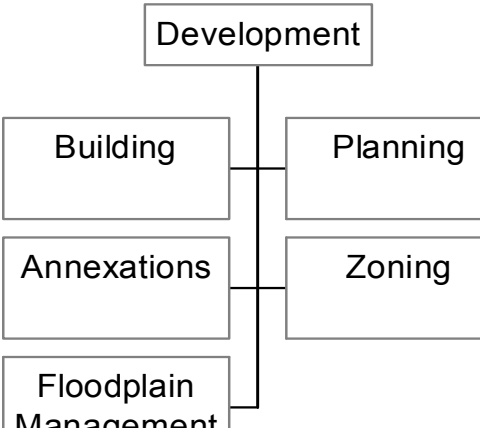 Development
Building
Planning
Annexations
Zoning
Floodplain
Management